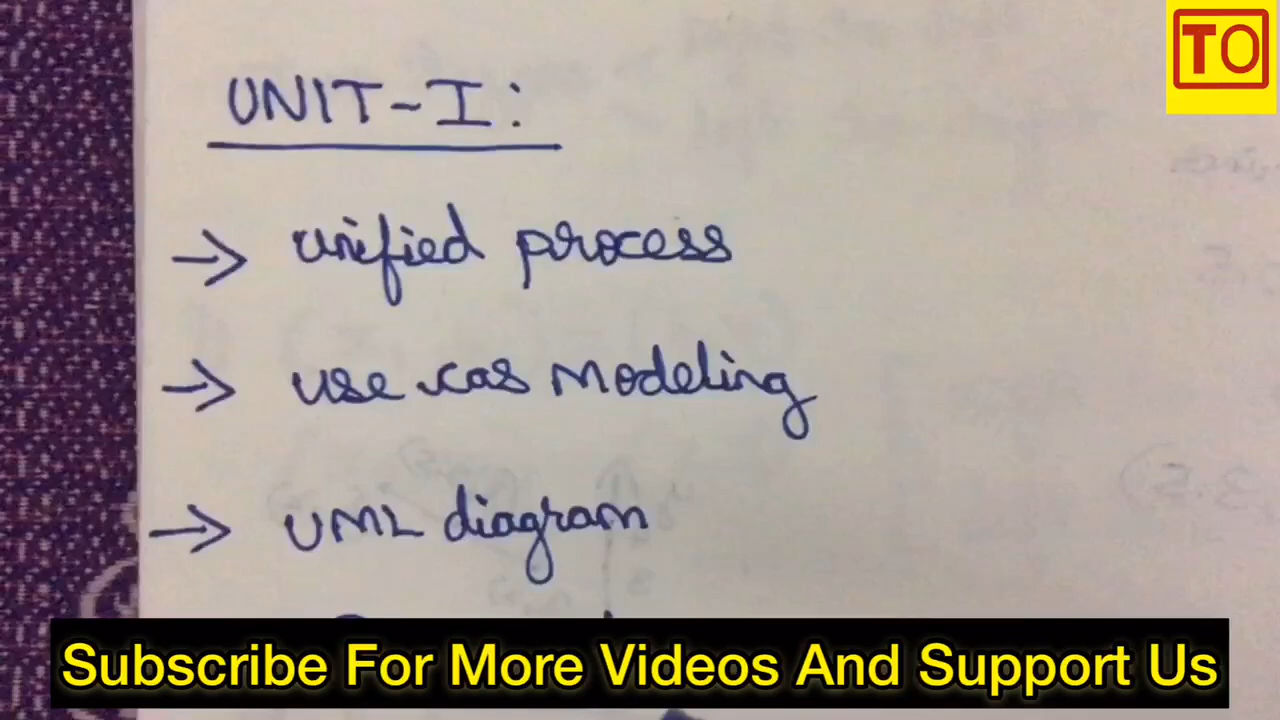 TO
UNIT-I:
→ unified process
→ use cas modeling
→ UML diagram
Subscribe For More Videos And Support Us